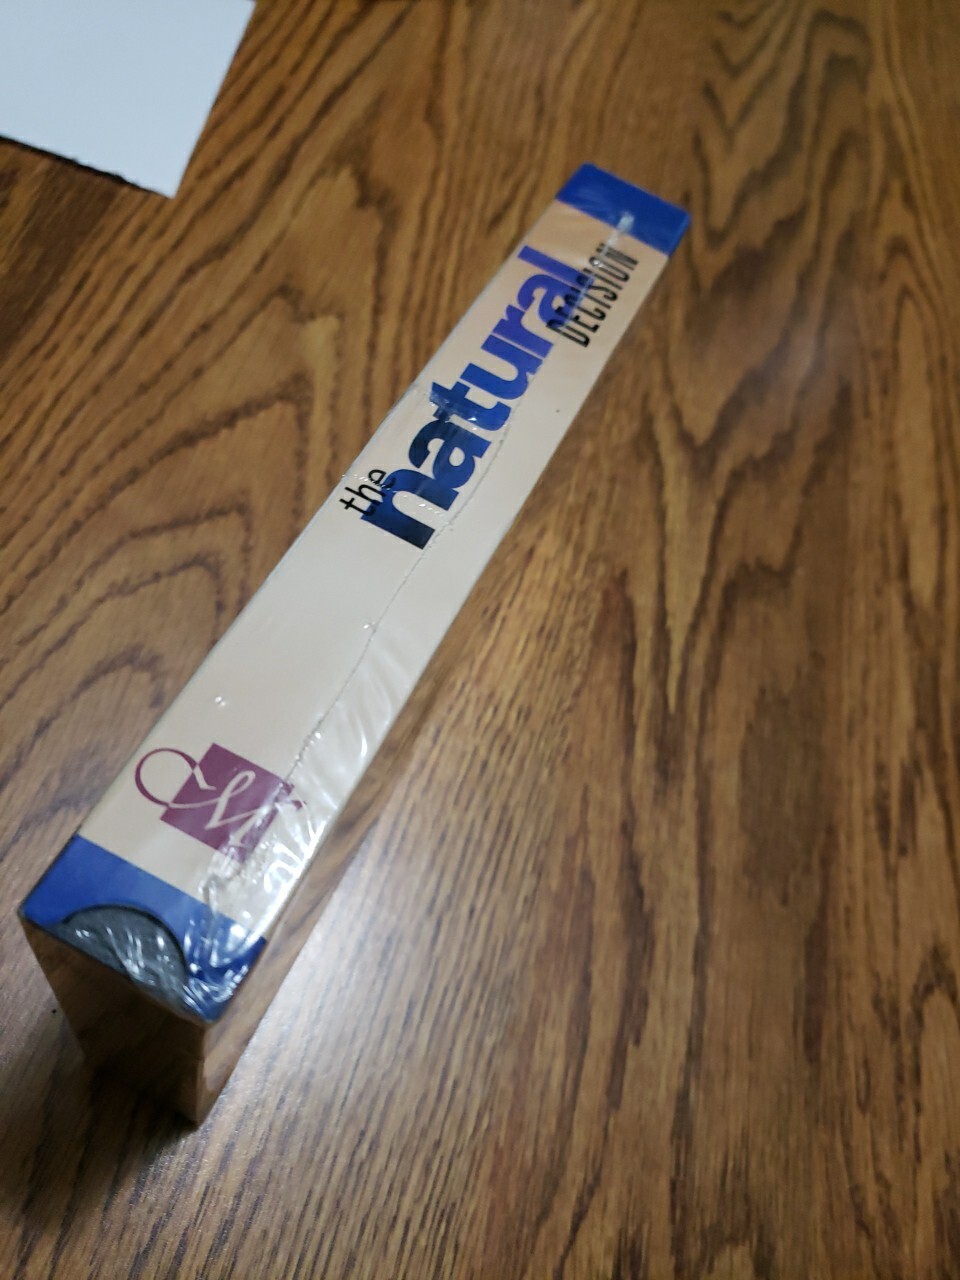 the
natural
DECISION